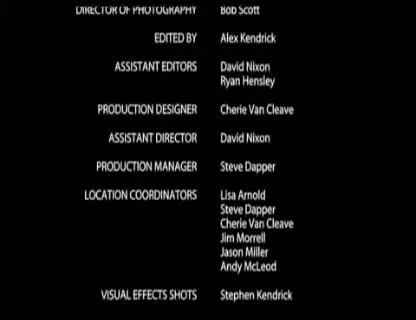 DIRECTOR OF PHOTOGRAPHY Bob Scott
EDITED BY Alex Kendrick
ASSISTANT EDITORS David Nixon
Ryan Hensley
PRODUCTION DESIGNER Cherie Van Cleave
ASSISTANT DIRECTOR David Nixon
PRODUCTION MANAGER Steve Dapper
LOCATION COORDINATORS Lisa Arnold
Steve Dapper
Cherie Van Cleave
Jim Morrell
Jason Miller
Andy McLeod
VISUAL EFFECTS SHOTS Stephen Kendrick